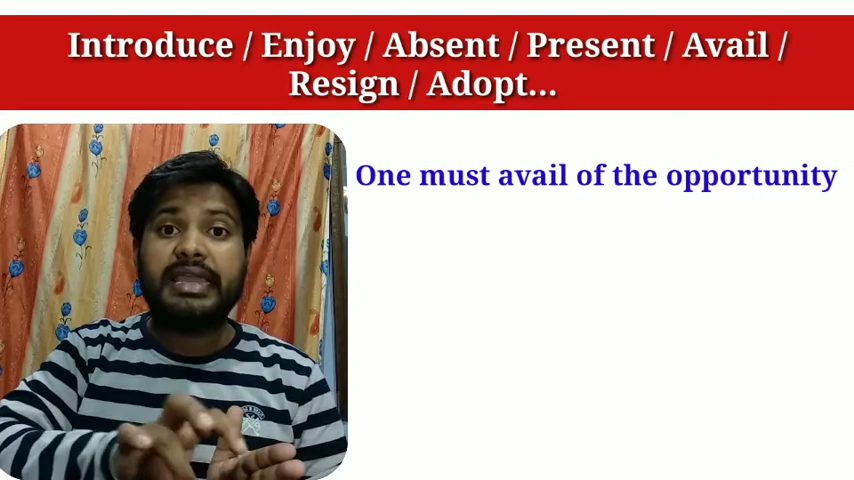 Introduce / Enjoy / Absent / Present / Avail /
Resign / Adopt...
One must avail of the opportunity